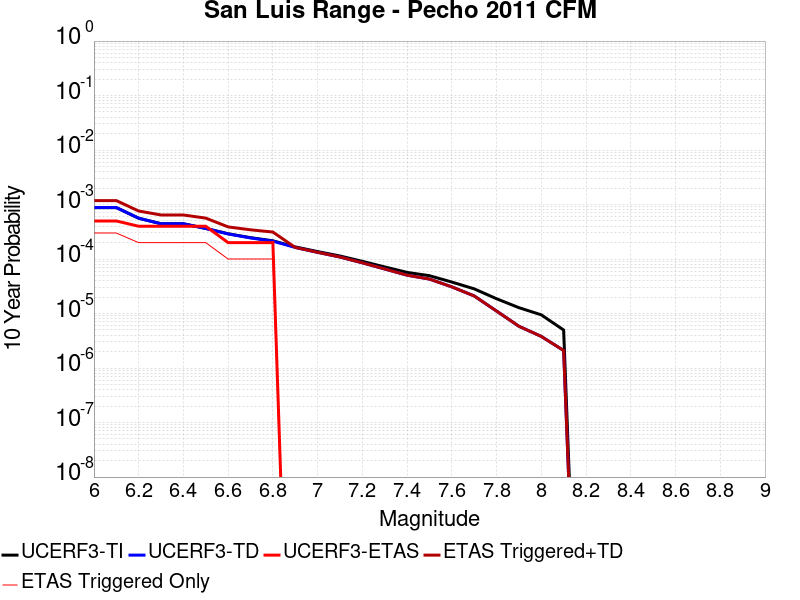 San Luis Range - Pecho 2011 CFM
10 Year Probability
10^0
10^-1
10^-2
10^-3
10^-4
10^-5
10^-6
10^-7
10^-8
6 6.2 6.4 6.6 6.8 7 7.2 7.4 7.6 7.8 8 8.2 8.4 8.6 8.8 9
Magnitude
UCERF3-TI UCERF3-TD UCERF3-ETAS ETAS Triggered+TD
ETAS Triggered Only